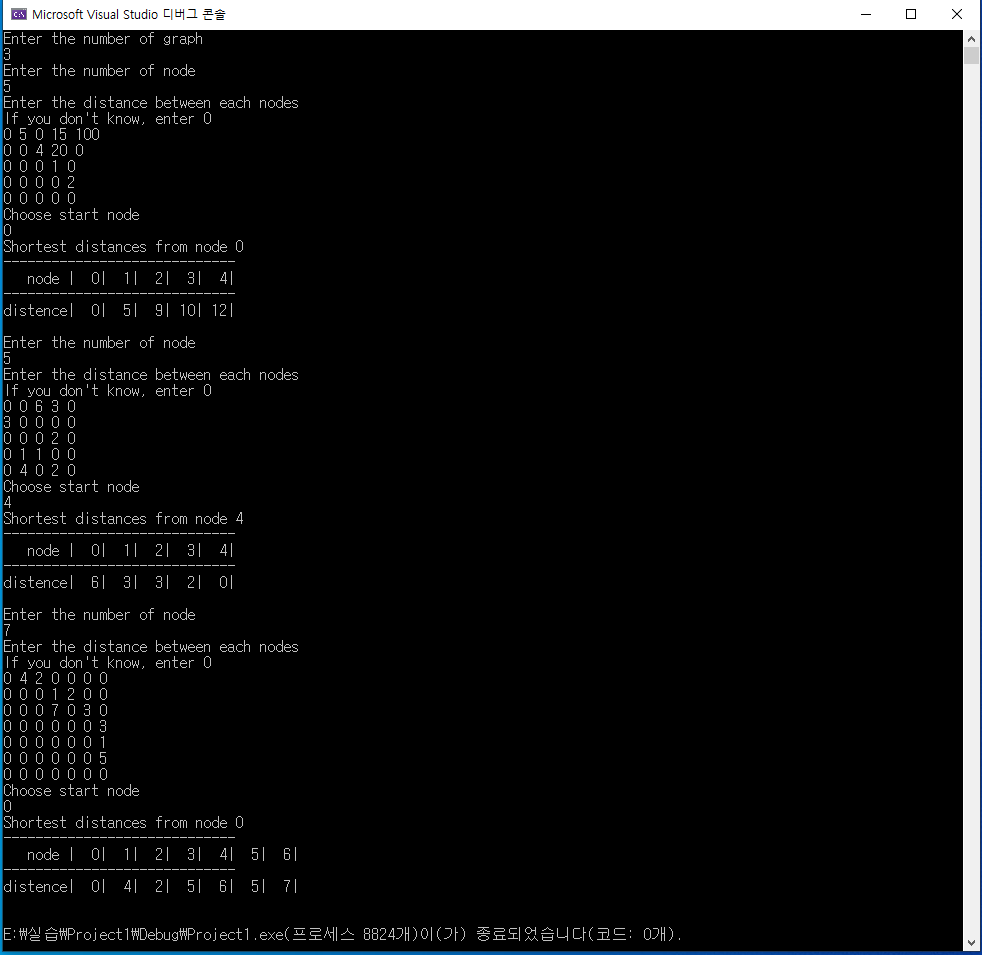 Microsoft Visual Studio 디버그 콘솔
Enter the number of graph
3
Enter the number of node
5
Enter the distance between each nodes
If you don't know, enter 0
0 5 0 15 100
0 0 4 20 0
0 0 0 1 0
0 0 0 0 2
0 0 0 0 0
Choose start node
0
Shortest distances from node 0
-----------------------------
   node |  0|  1|  2|  3|  4|
-----------------------------
distence|  0|  5|  9| 10| 12|
Enter the number of node
5
Enter the distance between each nodes
If you don't know, enter 0
0 0 6 3 0
3 0 0 0 0
0 0 0 2 0
0 1 1 0 0
0 4 0 2 0
Choose start node
4
Shortest distances from node 4
-----------------------------
   node |  0|  1|  2|  3|  4|
-----------------------------
distence|  6|  3|  3|  2|  0|
Enter the number of node
7
Enter the distance between each nodes
If you don't know, enter 0
0 4 2 0 0 0 0
0 0 0 1 2 0 0
0 0 0 7 0 3 0
0 0 0 0 0 0 3
0 0 0 0 0 0 1
0 0 0 0 0 0 5
0 0 0 0 0 0 0
Choose start node
0
Shortest distances from node 0
-----------------------------
   node |  0|  1|  2|  3|  4|  5|  6|
-----------------------------
distence|  0|  4|  2|  5|  6|  5|  7|
E:₩실습₩Project1₩Debug₩Project1.exe(프로세스 8824개)이(가) 종료되었습니다(코드: 0개).